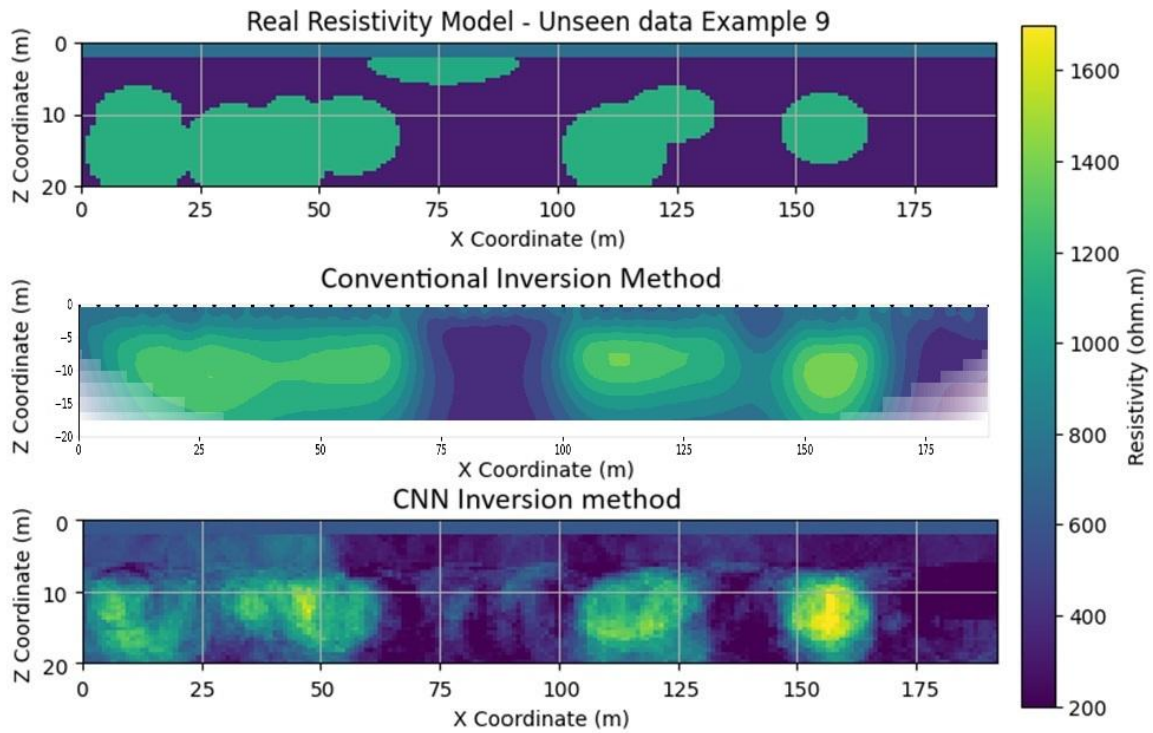 Real Resistivity Model - Unseen data Example 9
Z Coordinate (m)
0
10
20
0 25 50 75 100 125 150 175
X Coordinate (m)
Conventional Inversion Method
Z Coordinate (m)
0
−5
−10
−15
−20
0 25 50 75 100 125 150 175
X Coordinate (m)
CNN Inversion method
Z Coordinate (m)
0
10
20
0 25 50 75 100 125 150 175
X Coordinate (m)
1600
1400
1200
1000
800
600
400
200
Resistivity (ohm.m)